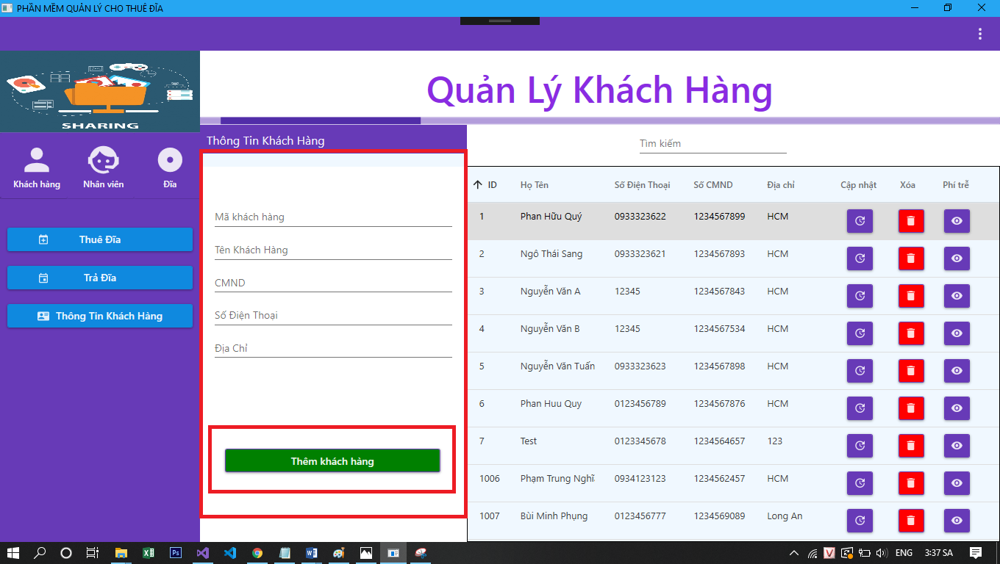 PHẦN MỀM QUẢN LÝ CHO THUÊ ĐĨA
SHARING
Khách hàng Nhân viên Đĩa
Thuê Đĩa
Trả Đĩa
Thông Tin Khách Hàng
Quản Lý Khách Hàng
Thông Tin Khách Hàng
Mã khách hàng
Tên Khách Hàng
CMND
Số Điện Thoại
Địa Chỉ
Thêm khách hàng
Tìm kiếm
ID Họ Tên Số Điện Thoại Số CMND Địa chỉ Cập nhật Xóa Phí trễ
1 Phan Hữu Quý 0933323622 1234567899 HCM
2 Ngô Thái Sang 0933323621 1234567893 HCM
3 Nguyễn Văn A 12345 1234567843 HCM
4 Nguyễn Văn B 12345 1234567534 HCM
5 Nguyễn Văn Tuấn 0933323623 1234567898 HCM
6 Phan Huu Quy 0123456789 1234567876 HCM
7 Test 0123345678 1234564657 123
1006 Phạm Trung Nghĩ 0934123123 1234562457 HCM
1007 Bùi Minh Phụng 0123456777 1234569089 Long An
ENG 3:37 SA